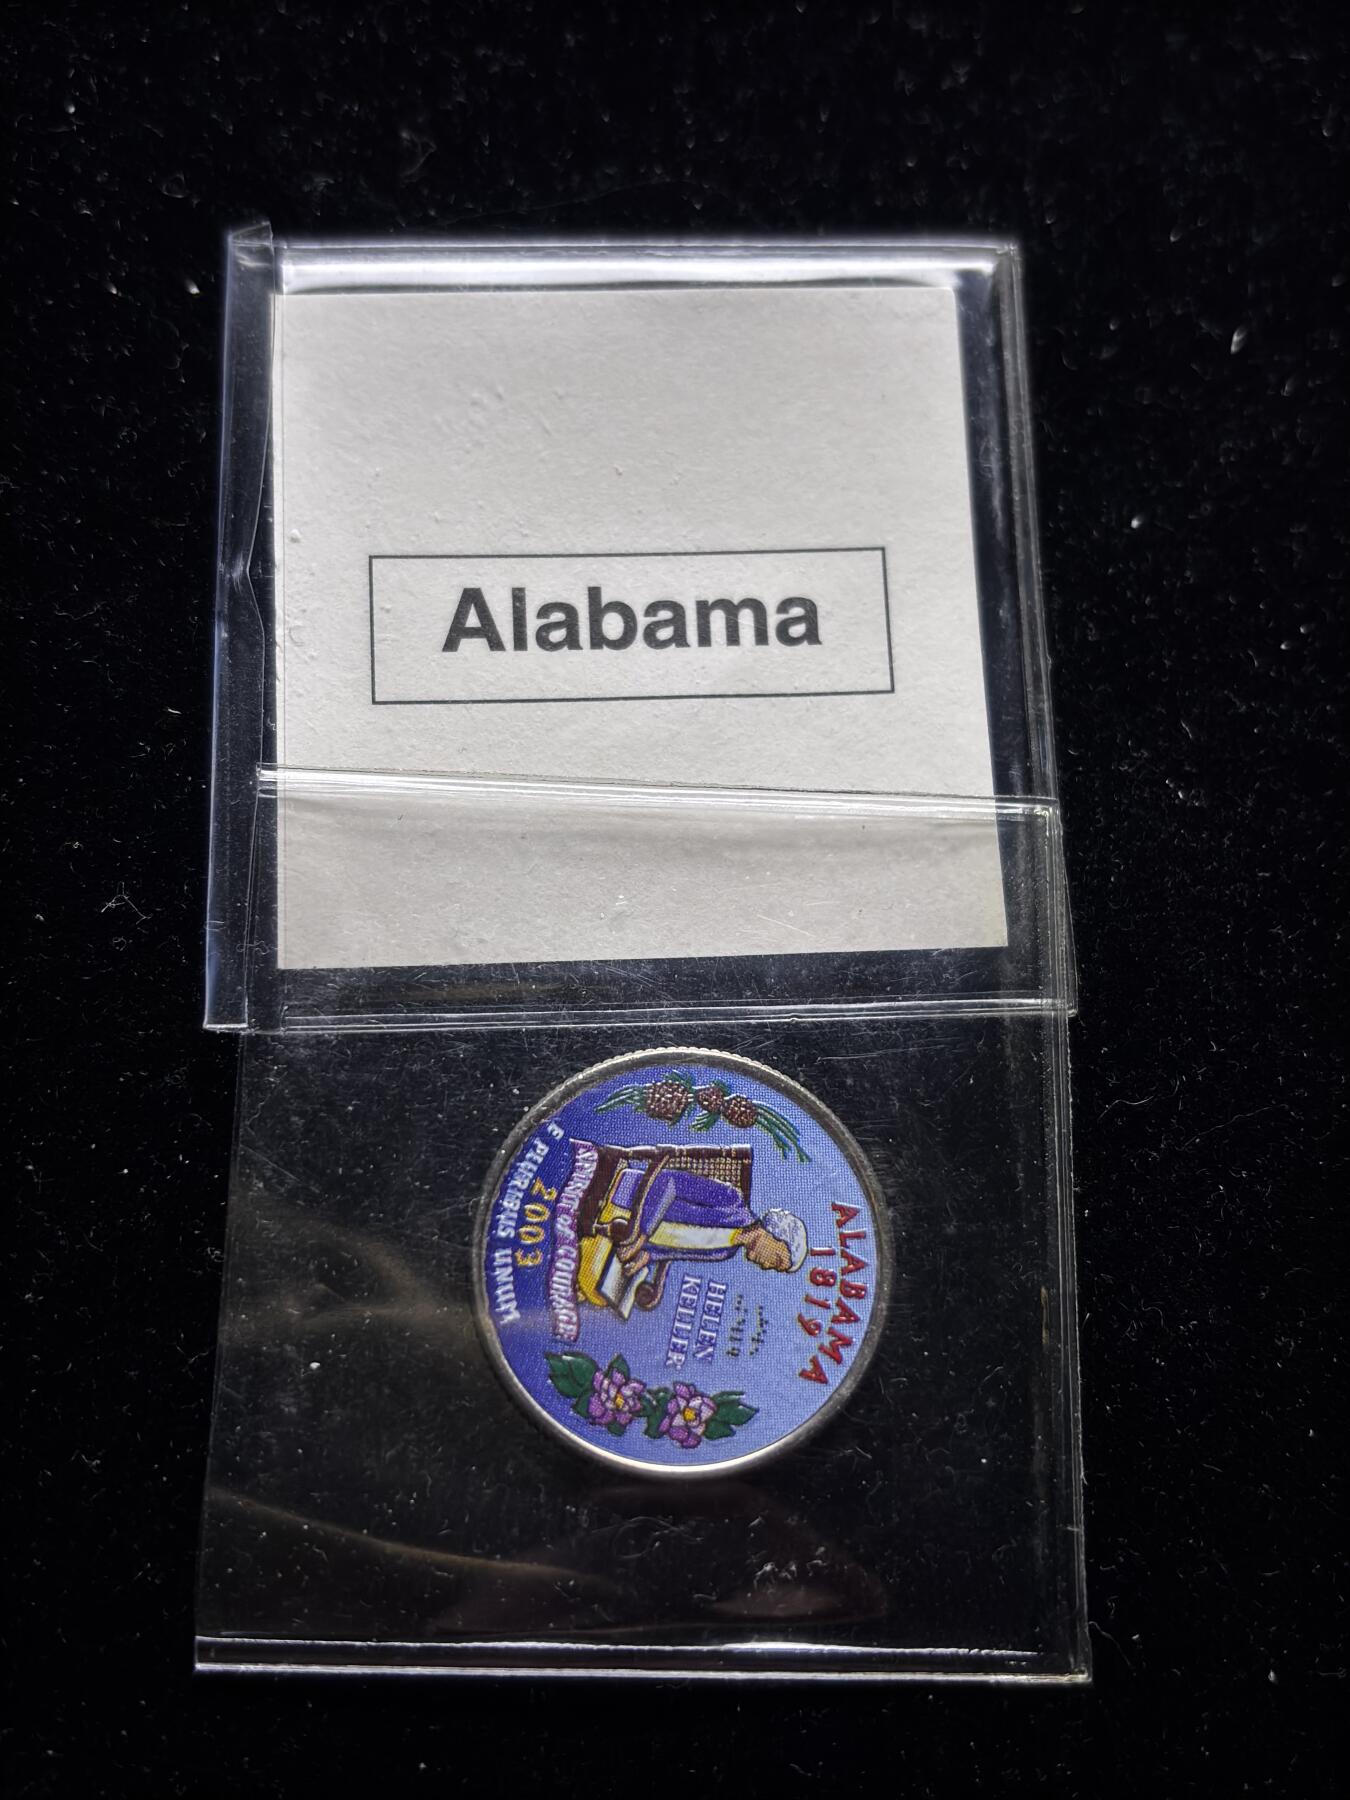 Alabama
ALABAMA
1819
HELEN
KELLER
SPIRIT OF COURAGE
2003
E PLURIBUS UNUM